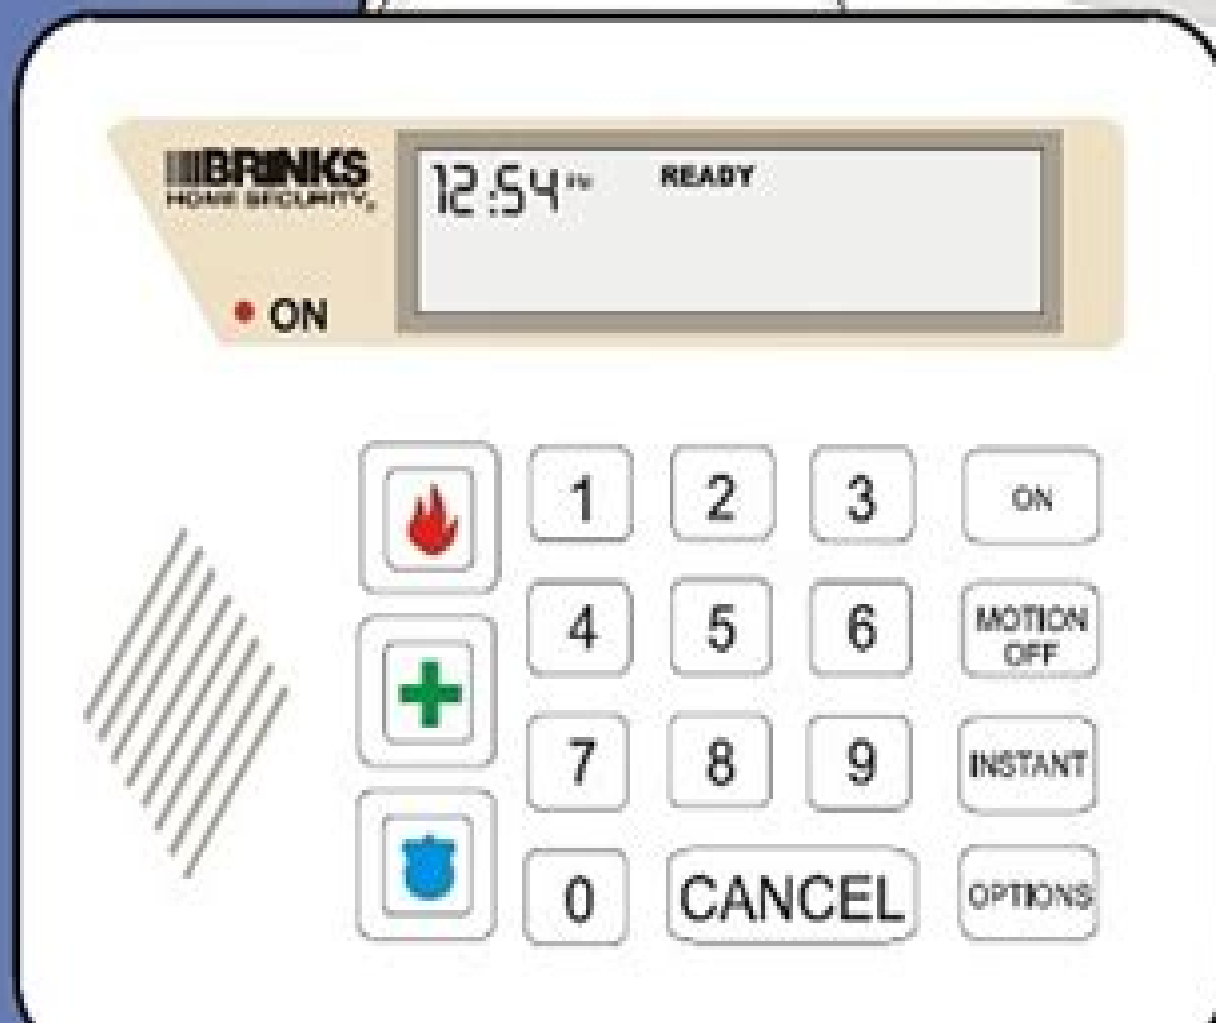 BRINKS
HOME SECURITY®
12:54 PM READY
ON
1 2 3 ON
4 5 6 MOTION OFF
7 8 9 INSTANT
0 CANCEL OPTIONS